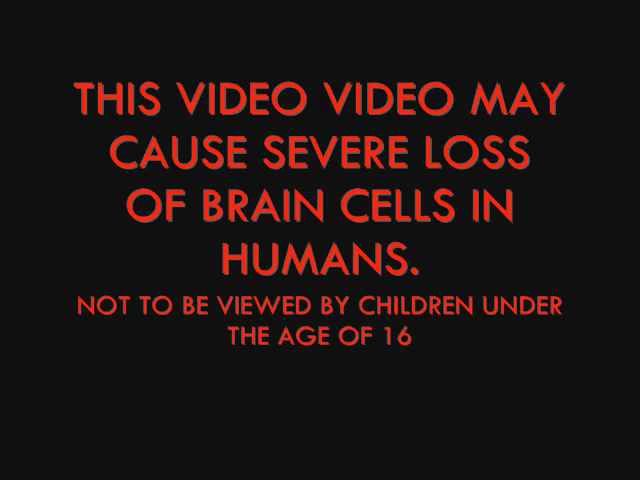 THIS VIDEO VIDEO MAY
CAUSE SEVERE LOSS
OF BRAIN CELLS IN
HUMANS.
NOT TO BE VIEWED BY CHILDREN UNDER
THE AGE OF 16